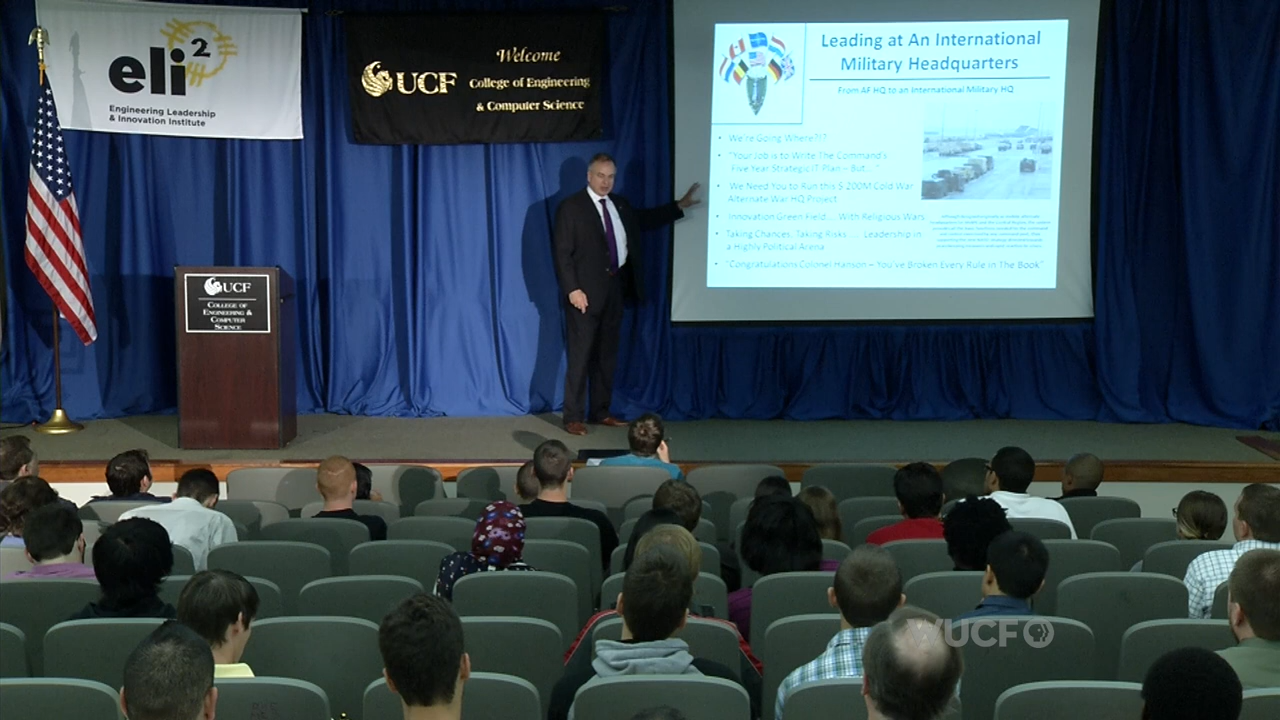 eli2
Engineering Leadership
& Innovation Institute
Welcome
UCF
College of Engineering
& Computer Science
Leading at An International
Military Headquarters
From AF HQ to an International Military HQ
• We're Going Where?!?
• "Your Job is to Write The Command's
Five Year Strategic IT Plan – But..."
• We Need You to Run this $ 200M Cold War
Alternate War HQ Project
• Innovation Green Field... With Religious Wars
• Taking Chances, Taking Risks.... Leadership in
a Highly Political Arena
• "Congratulations Colonel Hanson – You've Broken Every Rule in The Book"
UCF
College of
Engineering &
Computer
Science
WUCF